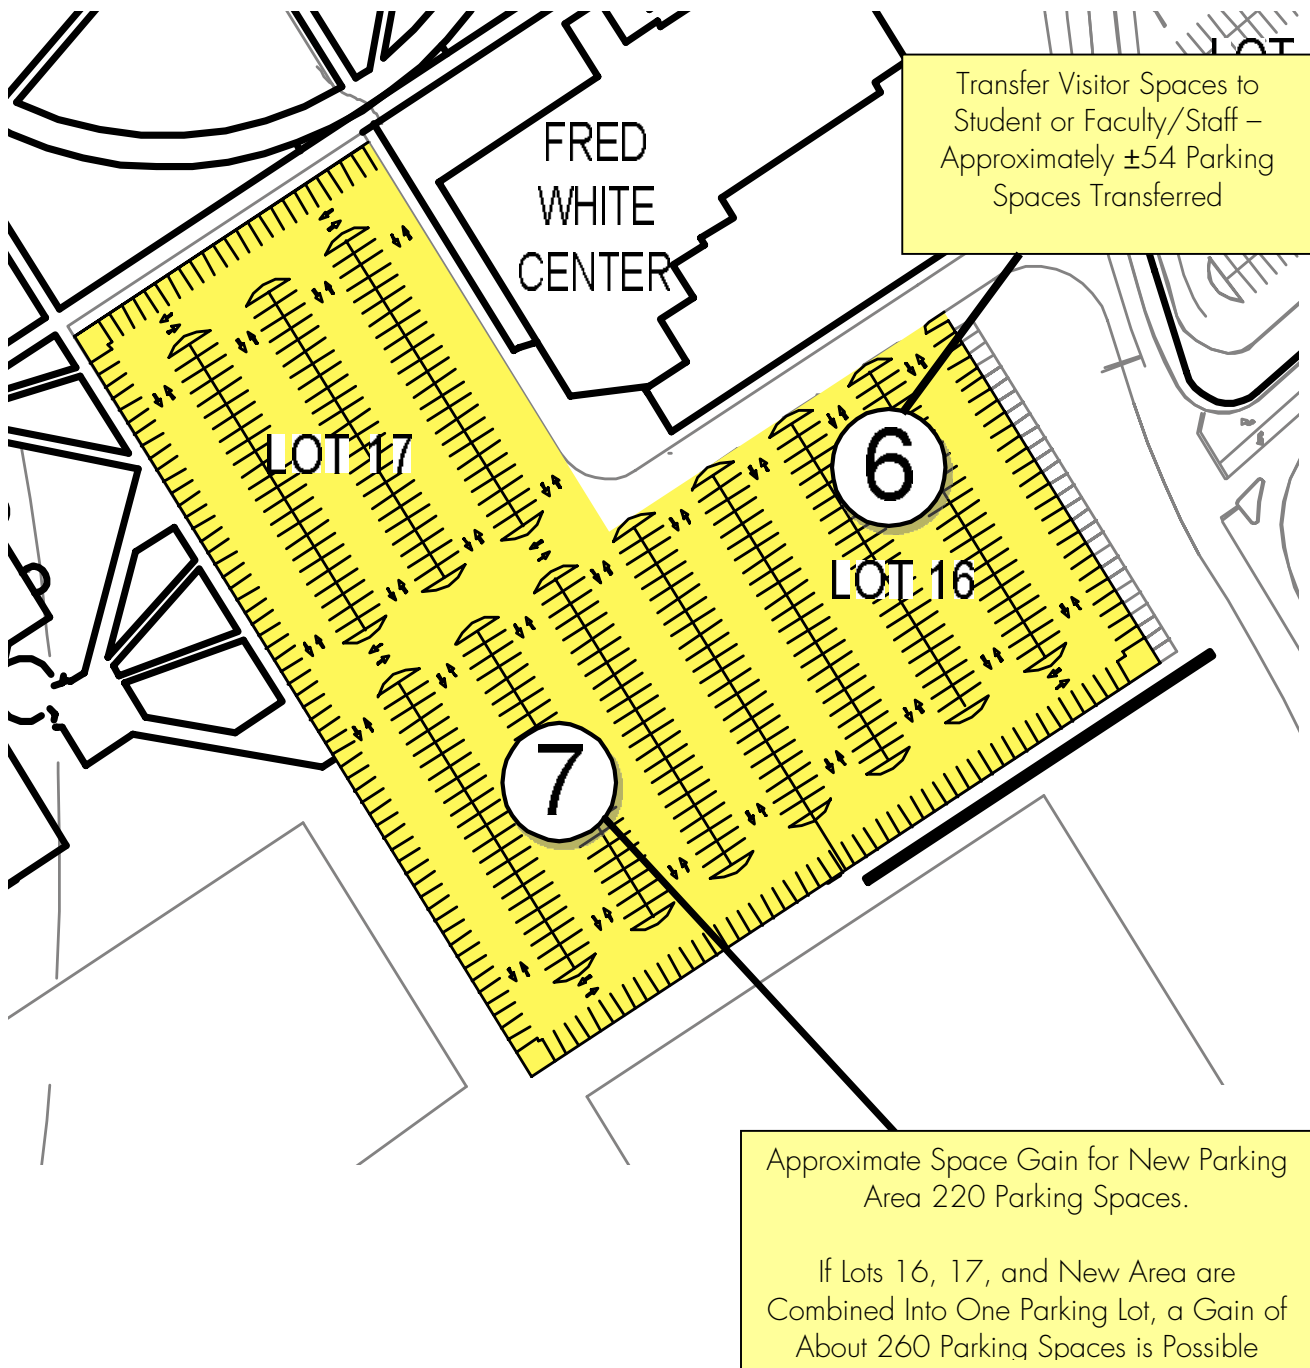 LOT
Transfer Visitor Spaces to
Student or Faculty/Staff –
Approximately ±54 Parking
Spaces Transferred
FRED
WHITE
CENTER
LOT 17
6
LOT 16
7
Approximate Space Gain for New Parking
Area 220 Parking Spaces.
If Lots 16, 17, and New Area are
Combined Into One Parking Lot, a Gain of
About 260 Parking Spaces is Possible